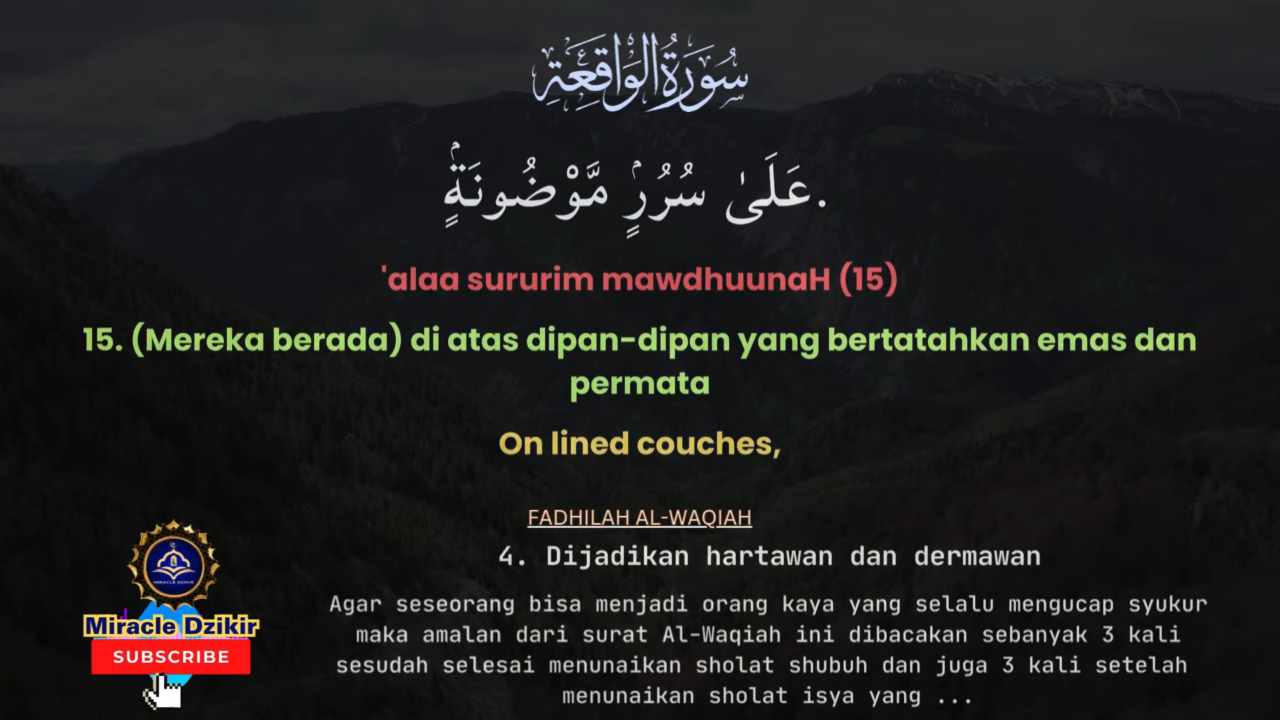 سُورَةُ الْوَاقِعَةِ
عَلَىٰ سُرُرٍۢ مَّوْضُونَةٍۢ.
'alaa sururim mawdhuunaH (15)
15. (Mereka berada) di atas dipan-dipan yang bertatahkan emas dan
permata
On lined couches,
FADHILAH AL-WAQIAH
4. Dijadikan hartawan dan dermawan
Agar seseorang bisa menjadi orang kaya yang selalu mengucap syukur
maka amalan dari surat Al-Waqiah ini dibacakan sebanyak 3 kali
sesudah selesai menunaikan sholat shubuh dan juga 3 kali setelah
menunaikan sholat isya yang ...
MIRACLE DZIKIR
Miracle Dzikir
SUBSCRIBE